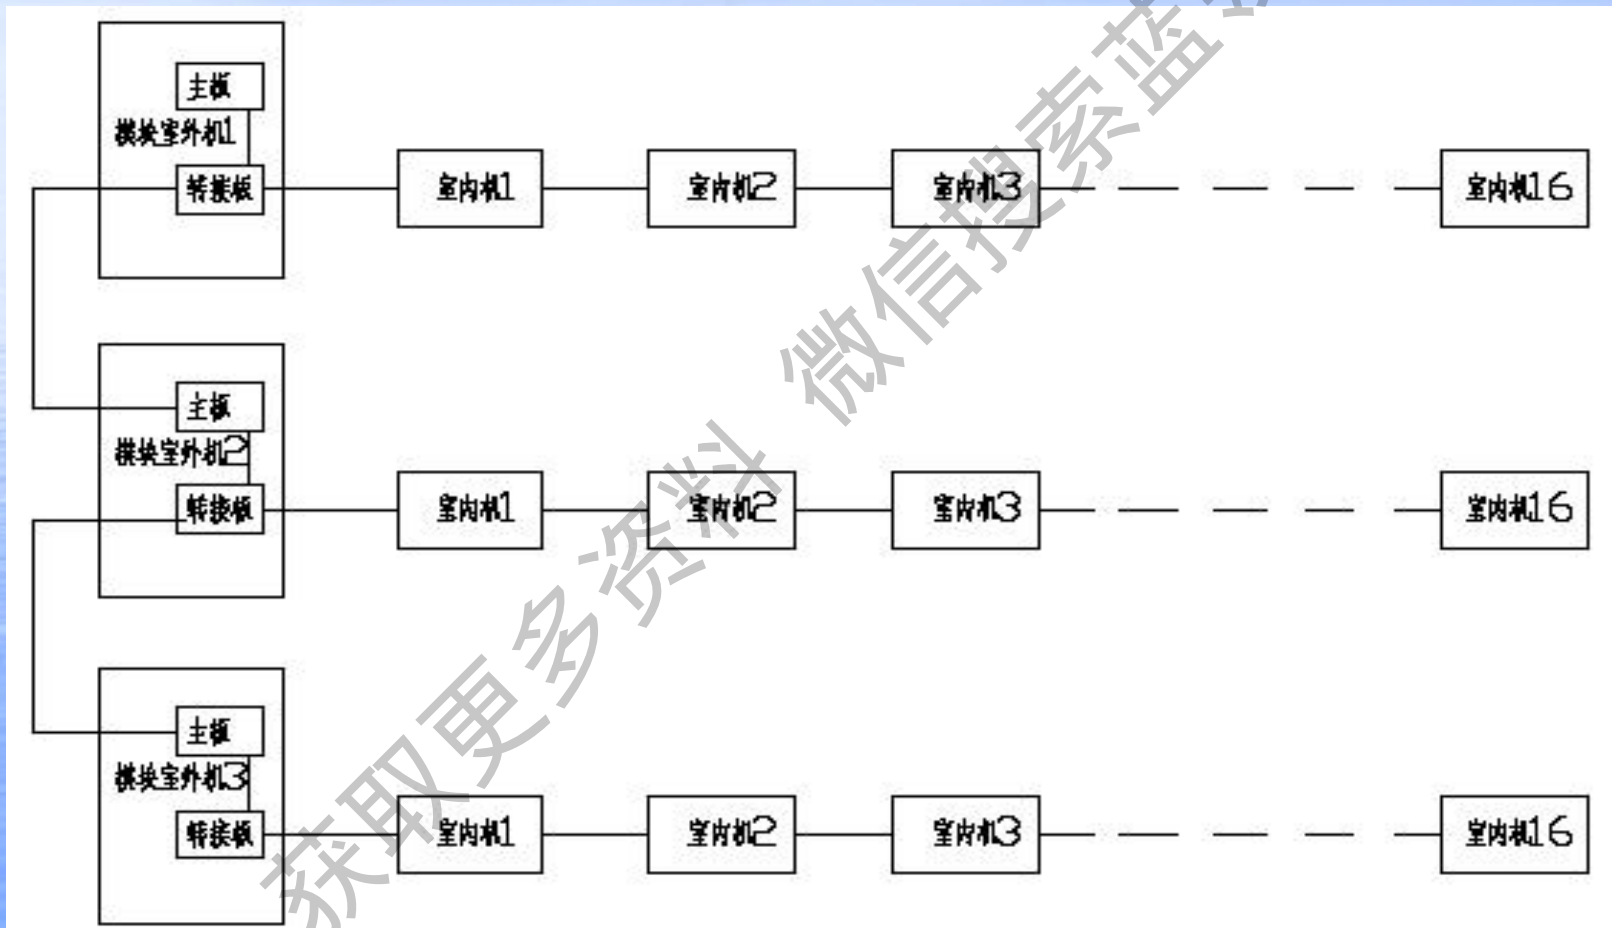 主板
模块室外机1
转接板
室内机1
室内机2
室内机3
室内机16
主板
模块室外机2
转接板
室内机1
室内机2
室内机3
室内机16
主板
模块室外机3
转接板
室内机1
室内机2
室内机3
室内机16
获取更多资料 微信搜索蓝